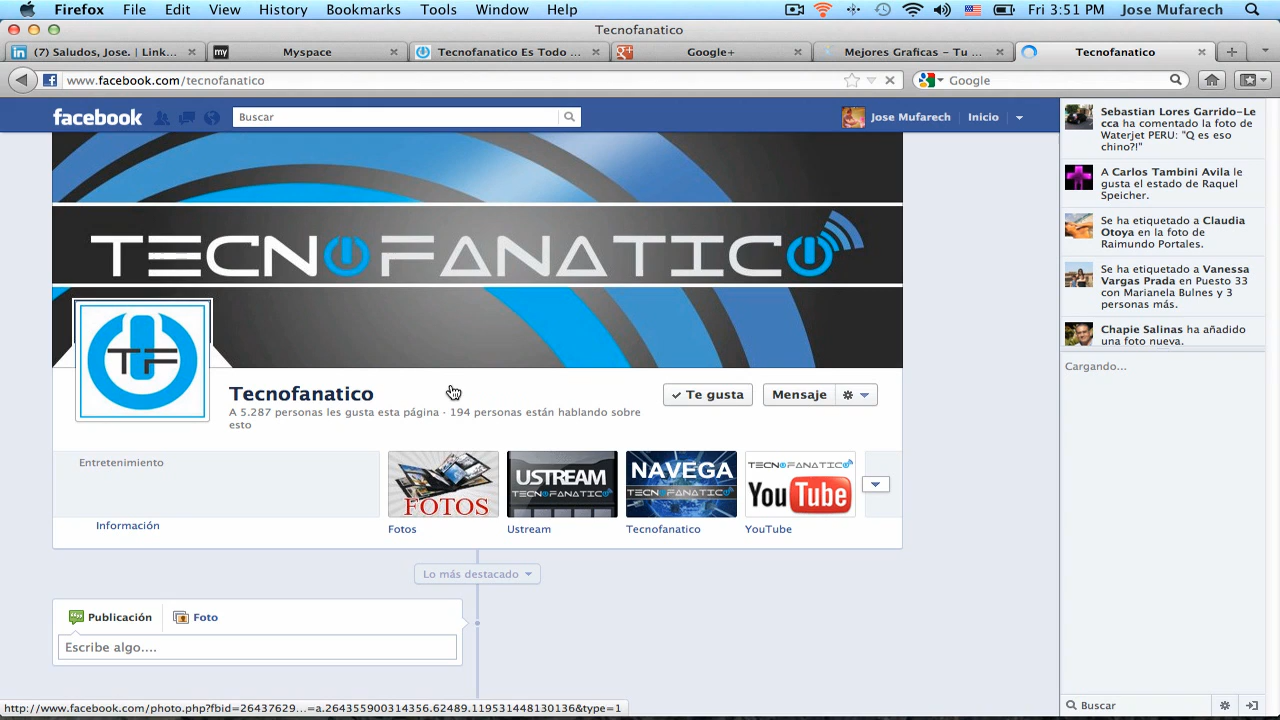 Firefox File Edit View History Bookmarks Tools Window Help Fri 3:51 PM Jose Mufarech
Tecnofanatico
(7) Saludos, Jose. | Link... my Myspace Tecnofanatico Es Todo ... Google+ Mejores Graficas – Tu ... Tecnofanatico
www.facebook.com/tecnofanatico Google
facebook Buscar Jose Mufarech Inicio
TECNOFANATICO
TF
Tecnofanatico
A 5.287 personas les gusta esta página · 194 personas están hablando sobre
esto
Te gusta Mensaje
Entretenimiento
Información
FOTOS
Fotos
USTREAM
TECNOFANATICO
Ustream
NAVEGA
TECNOFANATICO
Tecnofanatico
TECNOFANATICO
YouTube
YouTube
Lo más destacado
Publicación Foto
Escribe algo....
Sebastian Lores Garrido-Le
cca ha comentado la foto de
Waterjet PERU: "Q es eso
chino?!"
A Carlos Tambini Avila le
gusta el estado de Raquel
Speicher.
Se ha etiquetado a Claudia
Otoya en la foto de
Raimundo Portales.
Se ha etiquetado a Vanessa
Vargas Prada en Puesto 33
con Marianela Bulnes y 3
personas más.
Chapie Salinas ha añadido
una foto nueva.
Cargando...
Buscar
http://www.facebook.com/photo.php?fbid=26437629...=a.264355900314356.62489.119531448130136&type=1